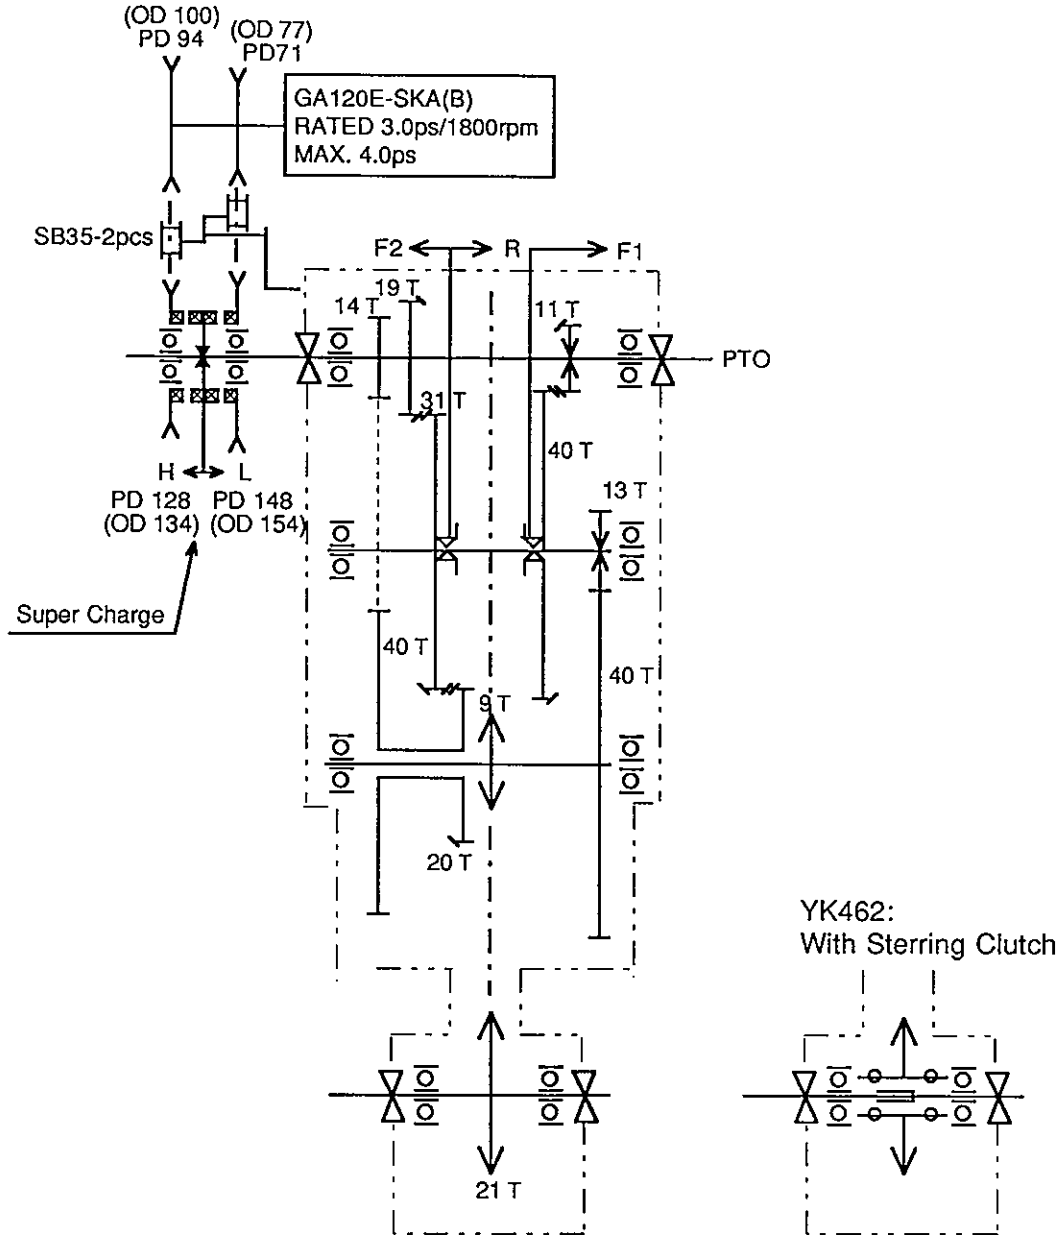 (OD 100)
PD 94
(OD 77)
PD71
GA120E-SKA(B)
RATED 3.0ps/1800rpm
MAX. 4.0ps
SB35-2pcs
F2
R
F1
14 T
19 T
11 T
PTO
31 T
40 T
H
L
PD 128
(OD 134)
PD 148
(OD 154)
13 T
Super Charge
40 T
40 T
9 T
20 T
YK462:
With Sterring Clutch
21 T